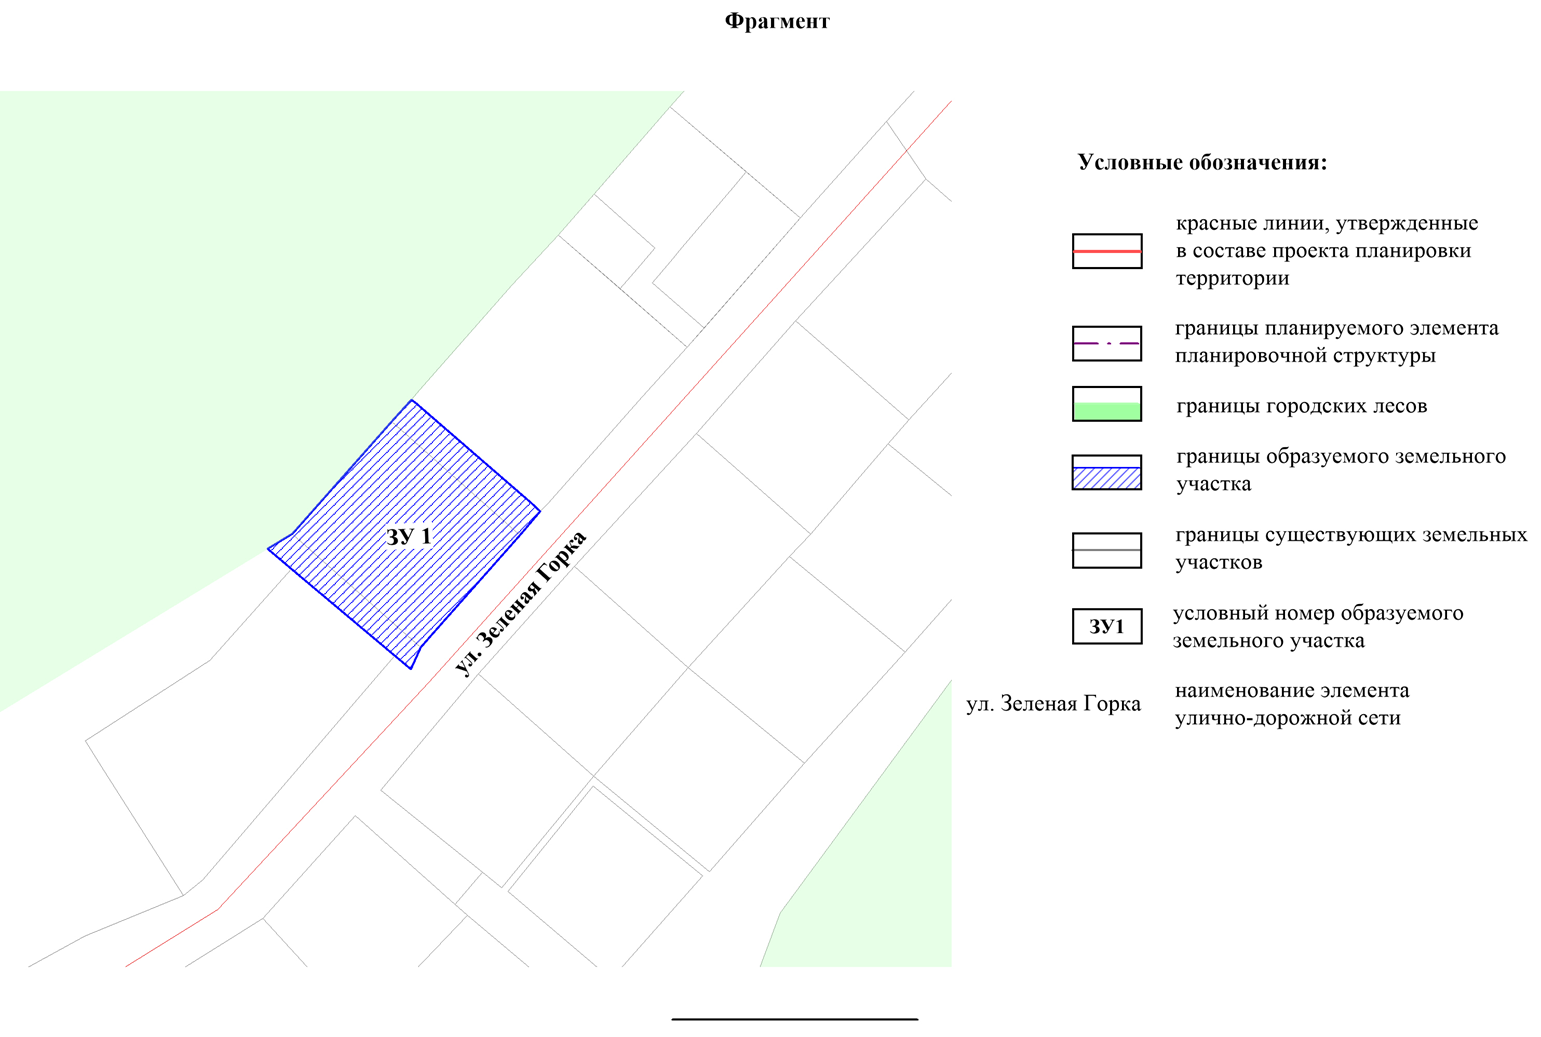 Фрагмент
Условные обозначения:
красные линии, утвержденные
в составе проекта планировки
территории
границы планируемого элемента
планировочной структуры
границы городских лесов
границы образуемого земельного
участка
границы существующих земельных
участков
ЗУ1
условный номер образуемого
земельного участка
ул. Зеленая Горка
наименование элемента
улично-дорожной сети
ЗУ 1
ул. Зеленая Горка